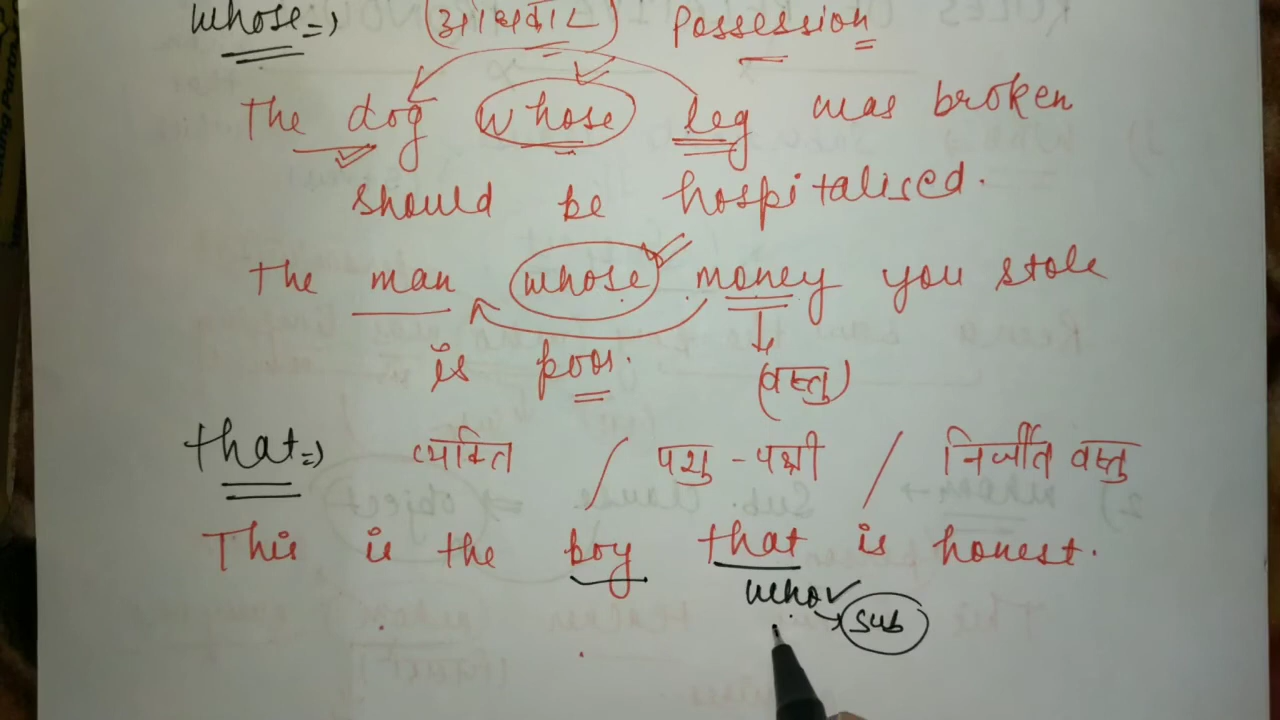 whose ⇒ (अधिकार) Possession
The dog whose leg was broken
should be hospitalised.
The man whose money you stole
is poor.
(वस्तु)
that ⇒ व्यक्ति / पशु-पक्षी / निर्जीव वस्तु
This is the boy that is honest.
who
sub